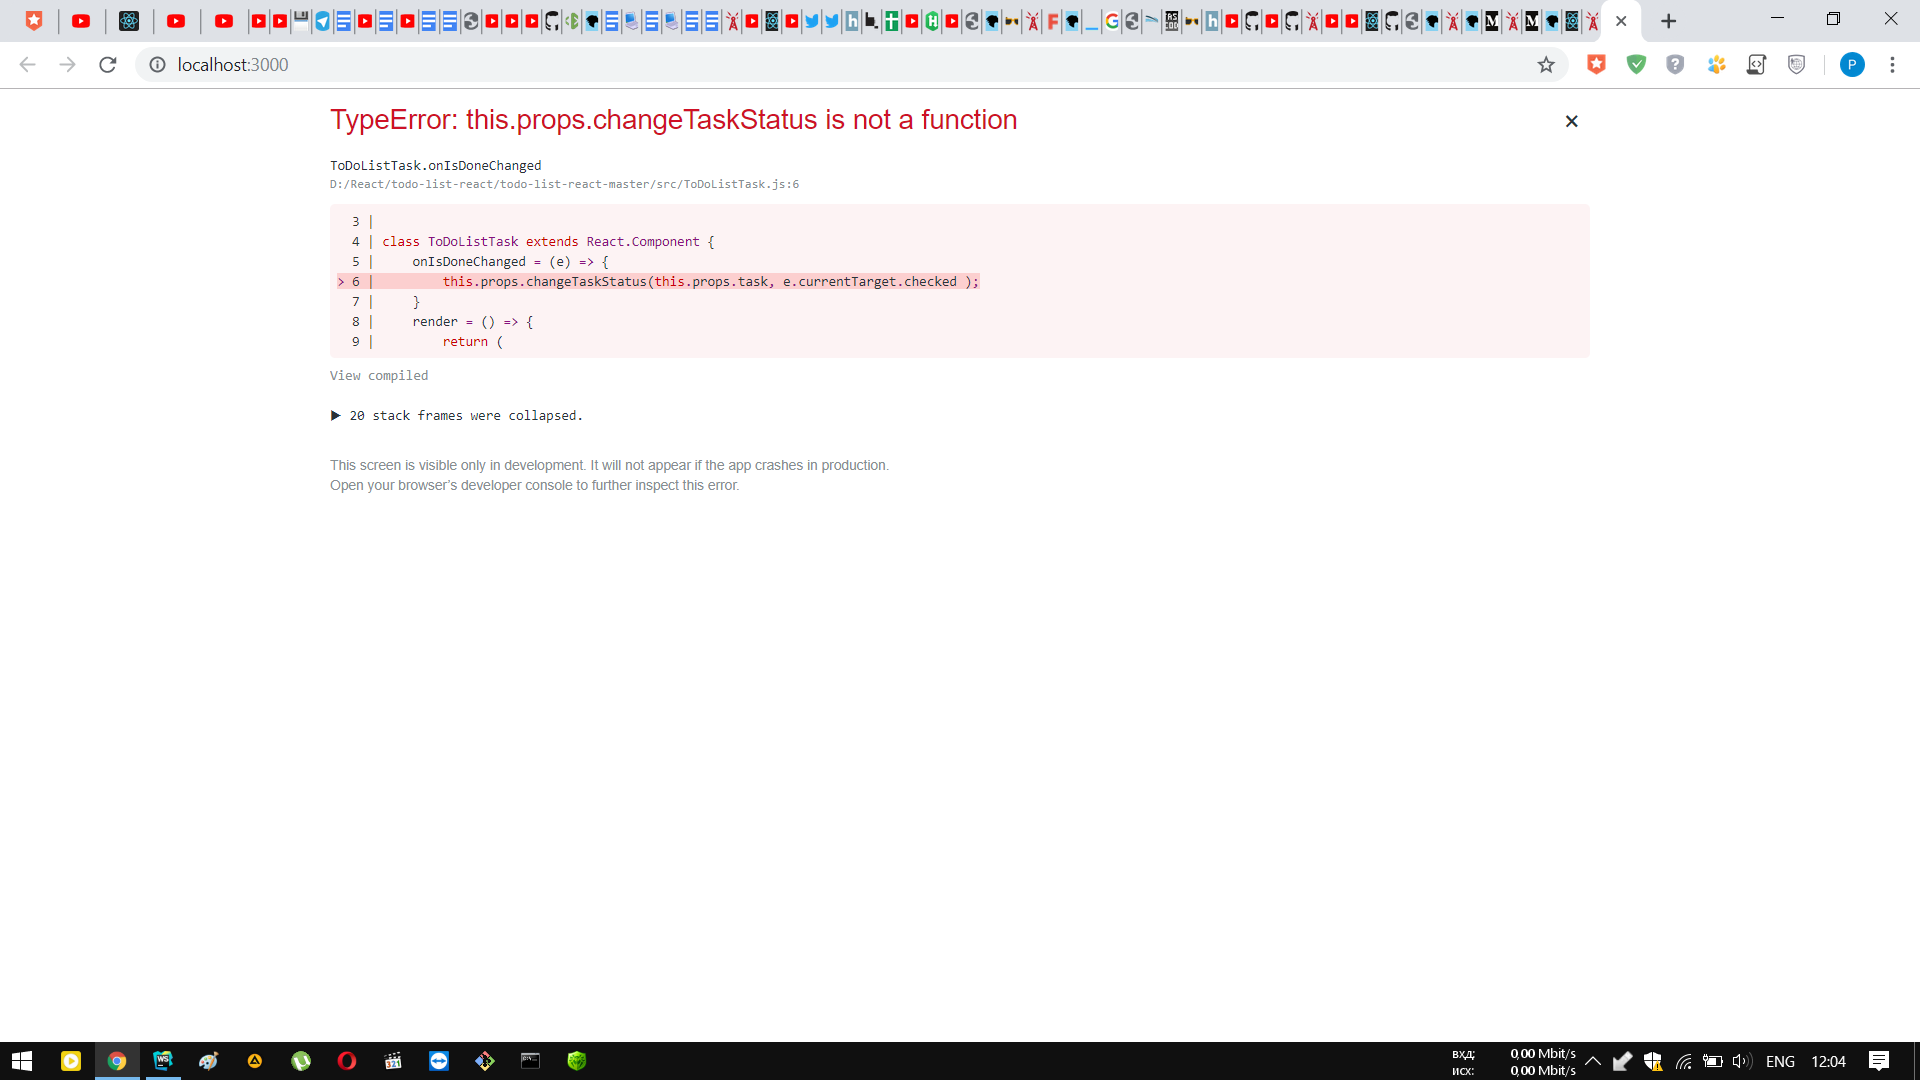 localhost:3000
P
TypeError: this.props.changeTaskStatus is not a function
ToDoListTask.onIsDoneChanged
D:/React/todo-list-react/todo-list-react-master/src/ToDoListTask.js:6
3 |
4 | class ToDoListTask extends React.Component {
5 | onIsDoneChanged = (e) => {
> 6 | this.props.changeTaskStatus(this.props.task, e.currentTarget.checked );
7 | }
8 | render = () => {
9 | return (
View compiled
▶ 20 stack frames were collapsed.
This screen is visible only in development. It will not appear if the app crashes in production.
Open your browser’s developer console to further inspect this error.
вхд: 0,00 Mbit/s
исх: 0,00 Mbit/s
ENG
12:04